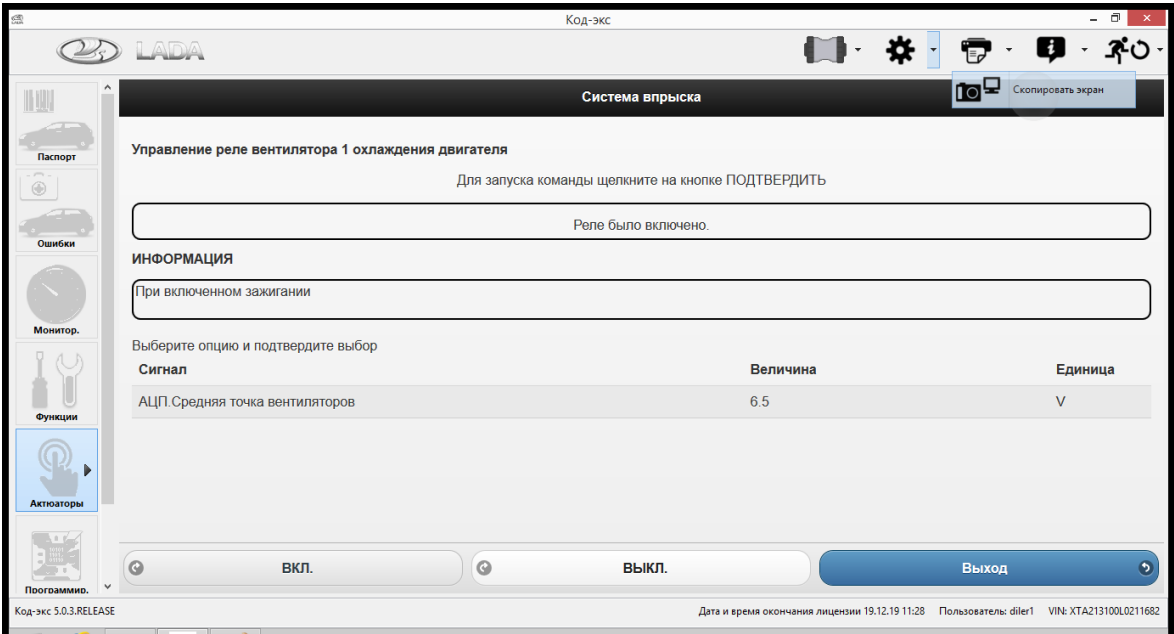 Код-экс
LADA
Скопировать экран
Система впрыска
Паспорт
Ошибки
Монитор.
Функции
Актюаторы
Программир.
Управление реле вентилятора 1 охлаждения двигателя
Для запуска команды щелкните на кнопке ПОДТВЕРДИТЬ
Реле было включено.
ИНФОРМАЦИЯ
При включенном зажигании
Выберите опцию и подтвердите выбор
Сигнал Величина Единица
АЦП.Средняя точка вентиляторов 6.5 V
ВКЛ. ВЫКЛ. Выход
Код-экс 5.0.3.RELEASE Дата и время окончания лицензии 19.12.19 11:28 Пользователь: diler1 VIN: XTA213100L0211682